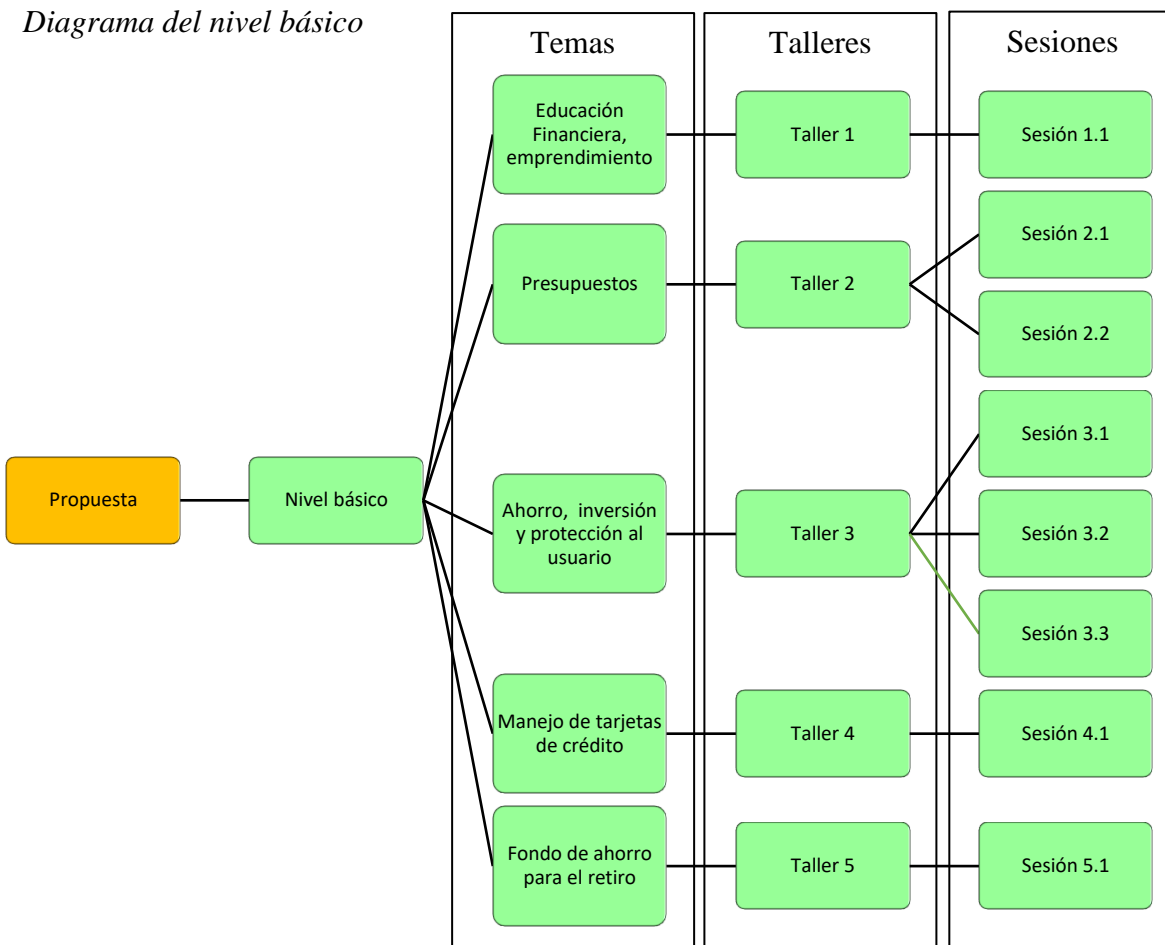 Diagrama del nivel básico
Temas
Talleres
Sesiones
Educación
Financiera,
emprendimiento
Taller 1
Sesión 1.1
Presupuestos
Taller 2
Sesión 2.1
Sesión 2.2
Propuesta
Nivel básico
Ahorro, inversión
y protección al
usuario
Taller 3
Sesión 3.1
Sesión 3.2
Sesión 3.3
Manejo de tarjetas
de crédito
Taller 4
Sesión 4.1
Fondo de ahorro
para el retiro
Taller 5
Sesión 5.1